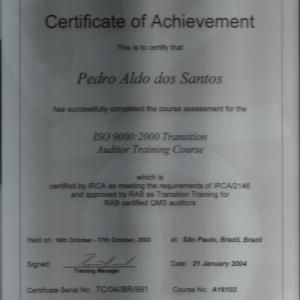 Certificate of Achievement
This is to certify that
Pedro Aldo dos Santos
has successfully completed the course assessment for the
ISO 9000:2000 Transition
Auditor Training Course
which is
certified by IRCA as meeting the requirements of IRCA/2146
and approved by RAB as Transition Training for
RAB certified QMS auditors
Held on: 16th October - 17th October, 2003 at: São Paulo, Brazil, Brazil
Signed: Date: 21 January 2004
Training Manager
Certificate Serial No: TC/04/BR/991 Course No: A16103